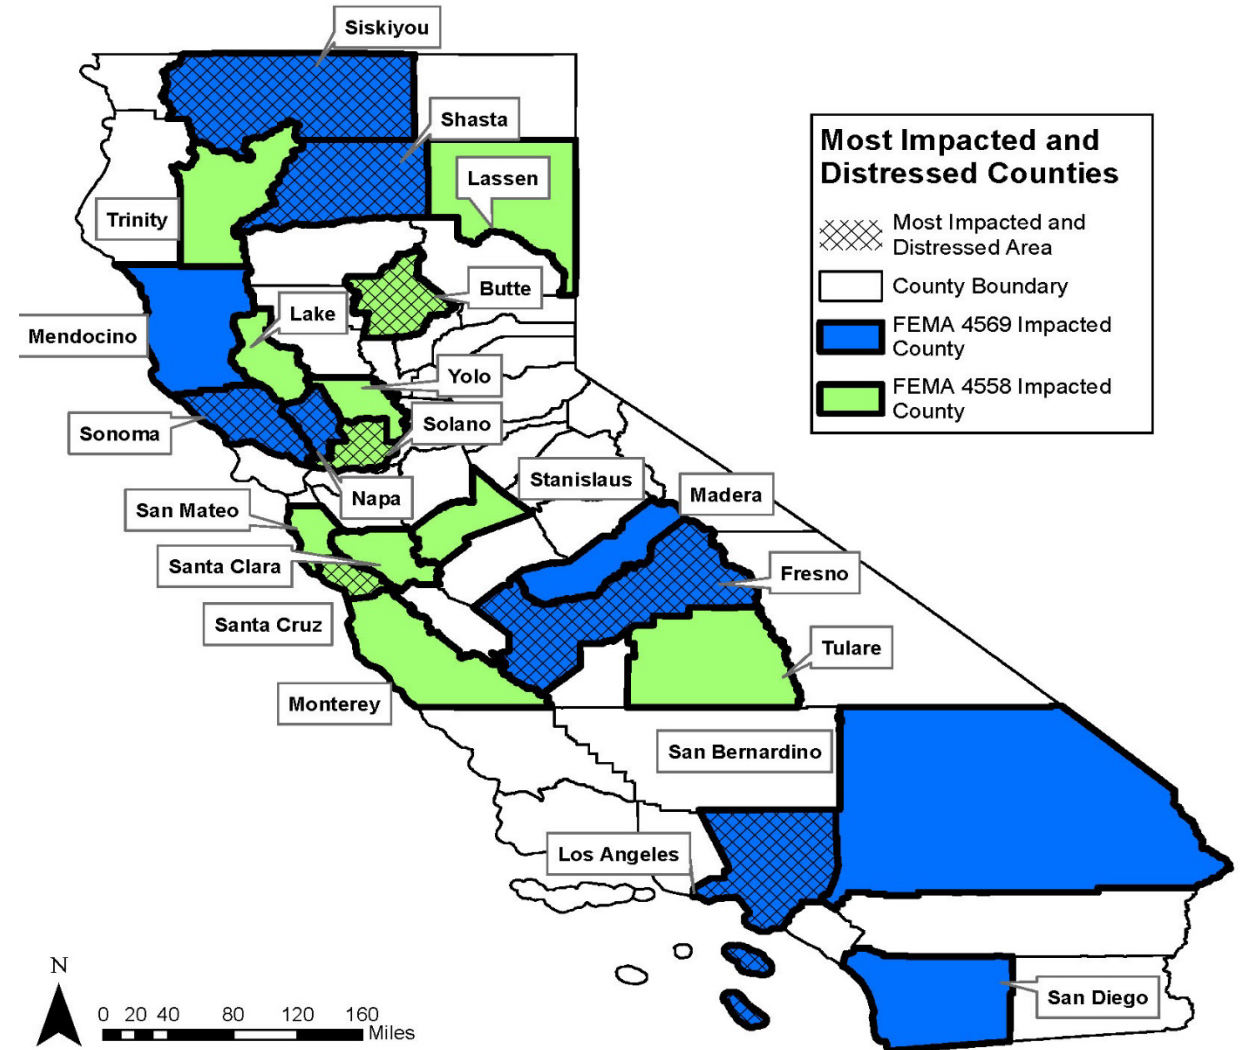 Siskiyou
Shasta
Lassen
Trinity
Butte
Lake
Mendocino
Yolo
Sonoma
Solano
Napa
Stanislaus
Madera
San Mateo
Santa Clara
Fresno
Santa Cruz
Tulare
Monterey
San Bernardino
Los Angeles
San Diego
Most Impacted and
Distressed Counties
Most Impacted and
Distressed Area
County Boundary
FEMA 4569 Impacted
County
FEMA 4558 Impacted
County
N
0 20 40 80 120 160
Miles